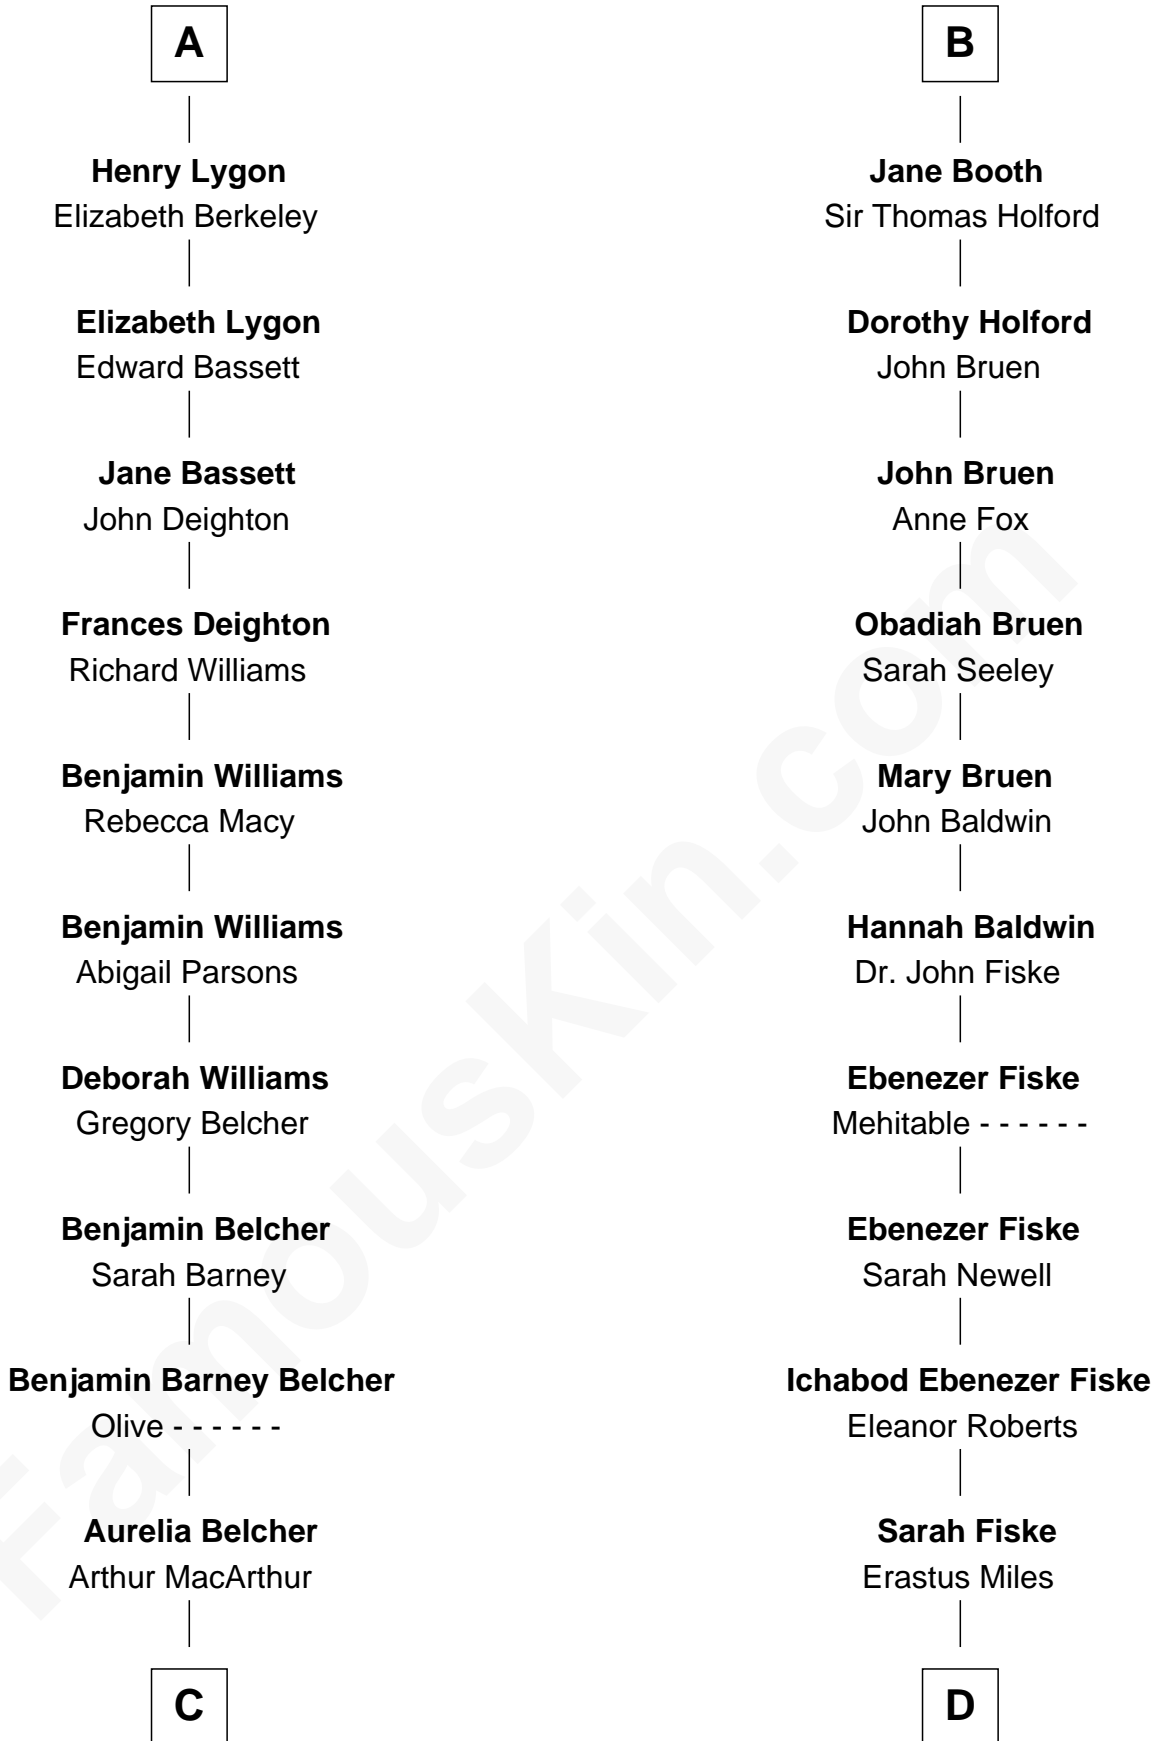 A
Henry Lygon
Elizabeth Berkeley
Elizabeth Lygon
Edward Bassett
Jane Bassett
John Deighton
Frances Deighton
Richard Williams
Benjamin Williams
Rebecca Macy
Benjamin Williams
Abigail Parsons
Deborah Williams
Gregory Belcher
Benjamin Belcher
Sarah Barney
Benjamin Barney Belcher
Olive - - - - - -
Aurelia Belcher
Arthur MacArthur
C
B
Jane Booth
Sir Thomas Holford
Dorothy Holford
John Bruen
John Bruen
Anne Fox
Obadiah Bruen
Sarah Seeley
Mary Bruen
John Baldwin
Hannah Baldwin
Dr. John Fiske
Ebenezer Fiske
Mehitable - - - - - -
Ebenezer Fiske
Sarah Newell
Ichabod Ebenezer Fiske
Eleanor Roberts
Sarah Fiske
Erastus Miles
D
FamousKin.com